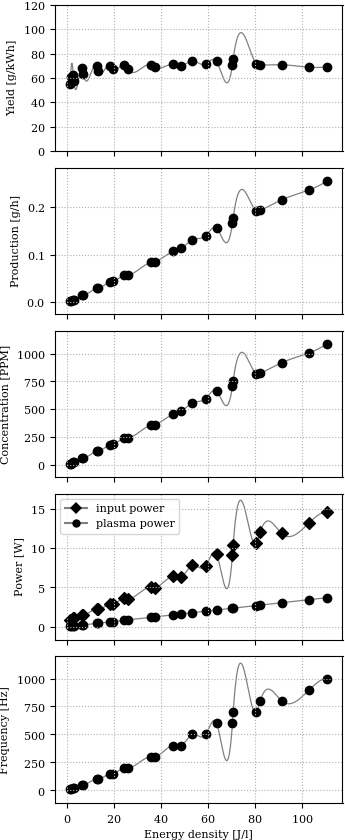 Yield [g/kWh]
120
100
80
60
40
20
0
Production [g/h]
0.2
0.1
0.0
Concentration [PPM]
1000
750
500
250
0
Power [W]
15
10
5
0
input power
plasma power
Frequency [Hz]
1000
750
500
250
0
0 20 40 60 80 100
Energy density [J/l]